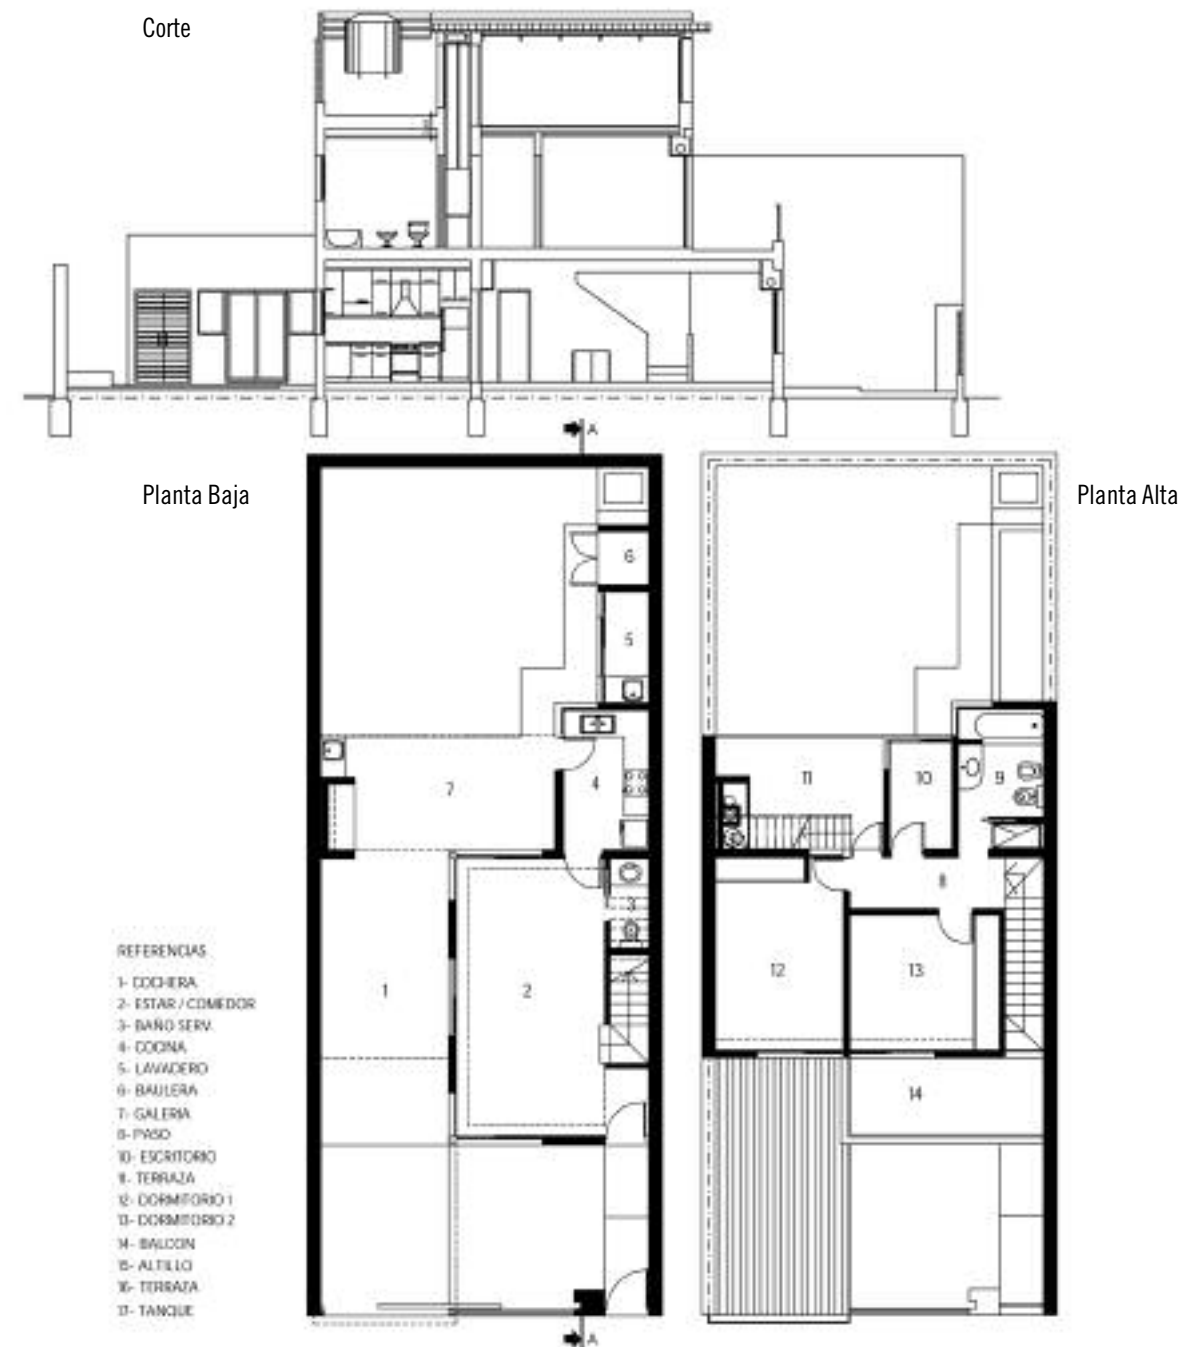 Corte
A
Planta Baja
Planta Alta
6
5
4
7
11
10
9
8
3
1
2
12
13
14
REFERENCIAS
1- COCHERA
2- ESTAR / COMEDOR
3- BAÑO SERV.
4- COCINA
5- LAVADERO
6- BAULERA
7- GALERIA
8- PASO
10- ESCRITORIO
11- TERRAZA
12- DORMITORIO 1
13- DORMITORIO 2
14- BALCON
15- ALTILLO
16- TERRAZA
17- TANQUE
A